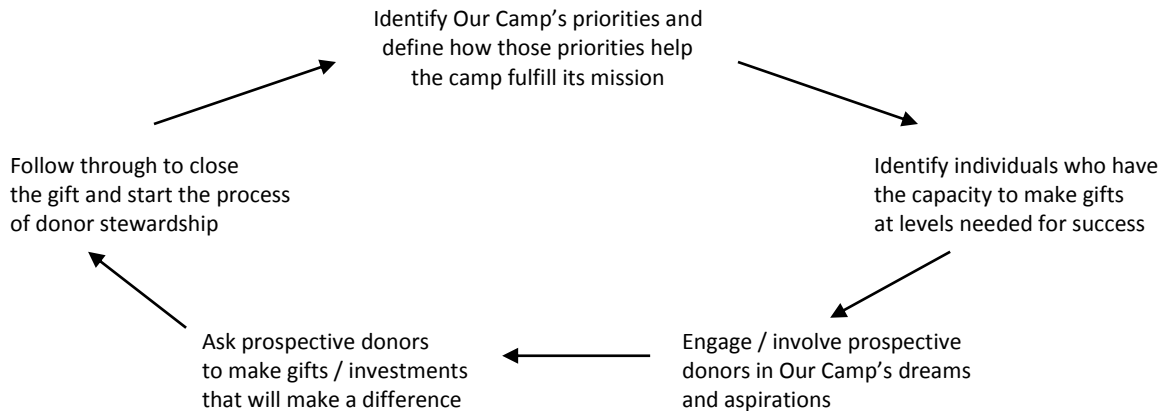 Identify Our Camp’s priorities and
define how those priorities help
the camp fulfill its mission
Identify individuals who have
the capacity to make gifts
at levels needed for success
Engage / involve prospective
donors in Our Camp’s dreams
and aspirations
Ask prospective donors
to make gifts / investments
that will make a difference
Follow through to close
the gift and start the process
of donor stewardship